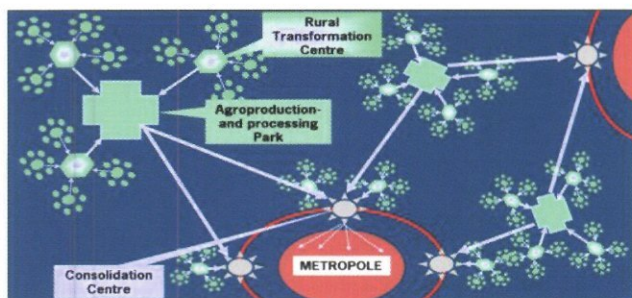 Rural
Transformation
Centre
Agroproduction-
and processing
Park
Consolidation
Centre
METROPOLE